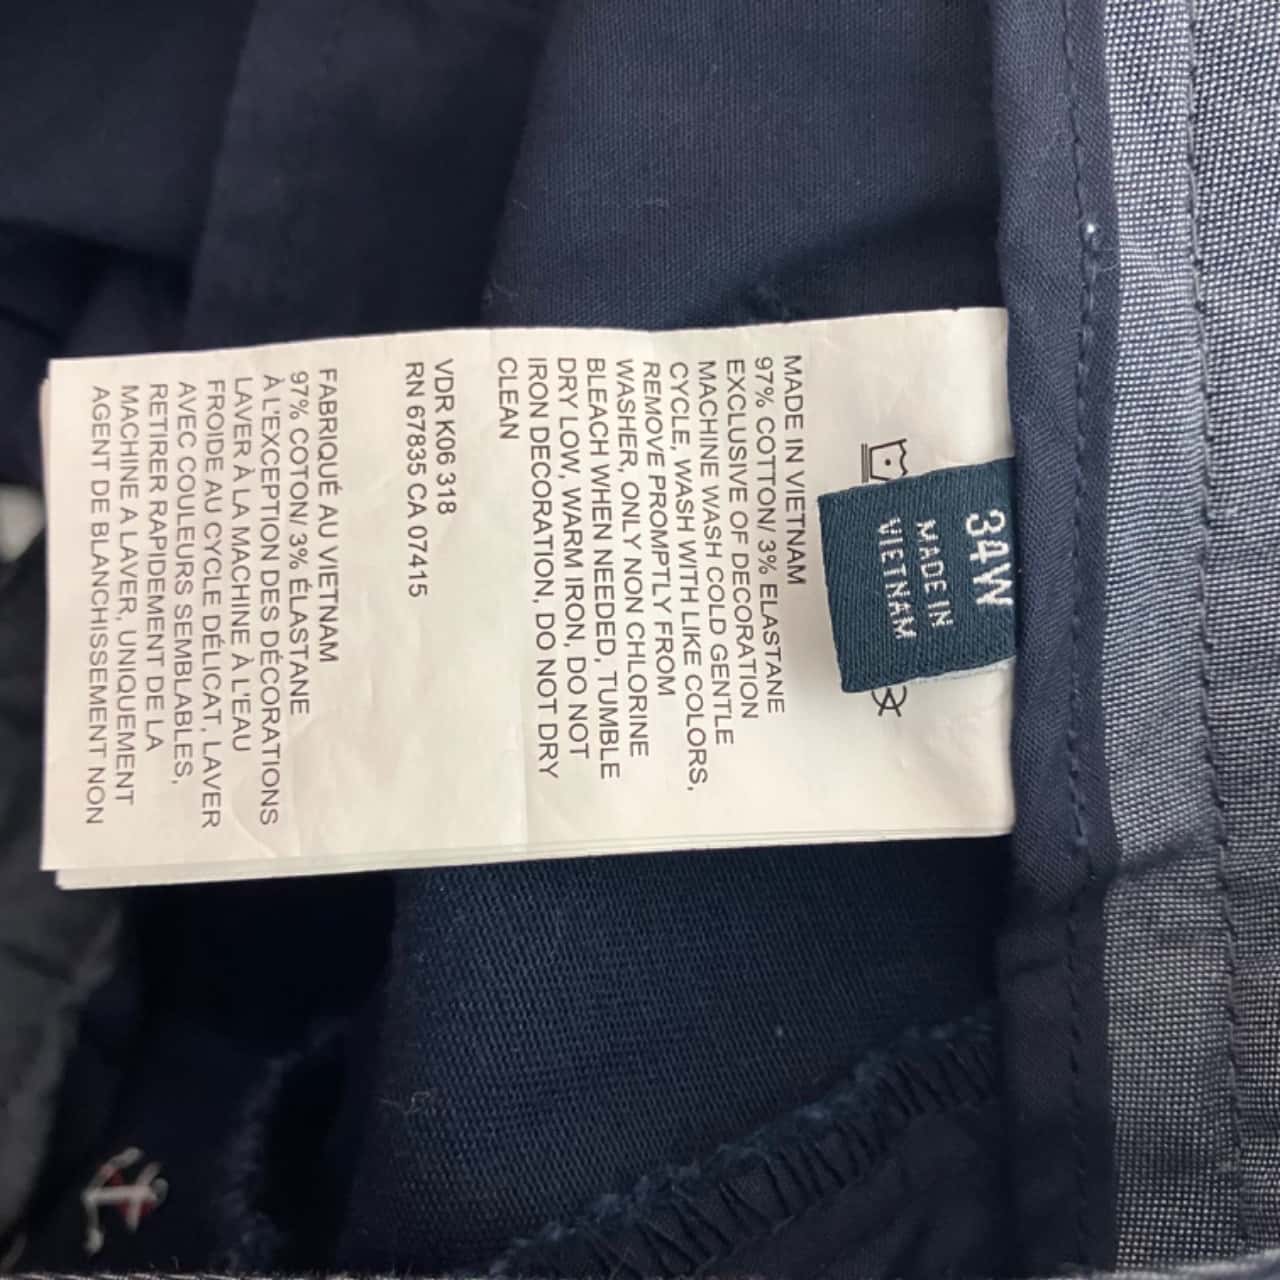 34W
MADE IN
VIETNAM
MADE IN VIETNAM
97% COTTON/ 3% ELASTANE
EXCLUSIVE OF DECORATION
MACHINE WASH COLD GENTLE
CYCLE, WASH WITH LIKE COLORS,
REMOVE PROMPTLY FROM
WASHER, ONLY NON CHLORINE
BLEACH WHEN NEEDED, TUMBLE
DRY LOW, WARM IRON, DO NOT
IRON DECORATION, DO NOT DRY
CLEAN
VDR K06 318
RN 67835 CA 07415
FABRIQUÉ AU VIETNAM
97% COTON/ 3% ÉLASTANE
À L'EXCEPTION DES DÉCORATIONS
LAVER À LA MACHINE À L'EAU
FROIDE AU CYCLE DÉLICAT, LAVER
AVEC COULEURS SEMBLABLES,
RETIRER RAPIDEMENT DE LA
MACHINE A LAVER, UNIQUEMENT
AGENT DE BLANCHISSEMENT NON